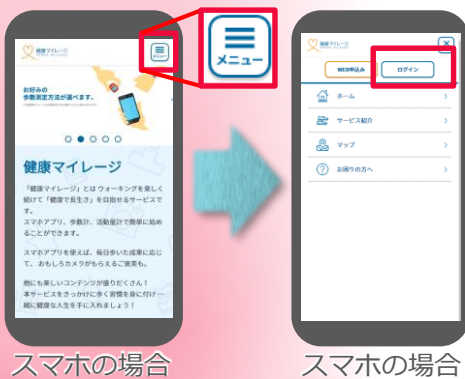 健康マイレージ
メニュー
メニュー
お好みの
歩数測定方法が選べます。
健康マイレージ
「健康マイレージ」とはウォーキングを楽しく
続けて「健康で長生き」を目指せるサービスで
す。
スマホアプリ、歩数計、活動量計で簡単に始め
ることができます。
スマホアプリを使えば、毎日歩いた成果に応じ
て、おもしろカメラがもらえるご褒美も。
他にも楽しいコンテンツが盛りだくさん!
本サービスをきっかけに歩く習慣を身に付け一
緒に健康な人生を手に入れましょう!
スマホの場合
健康マイレージ
WEB申込み
ログイン
ホーム
サービス紹介
マップ
お困りの方へ
スマホの場合